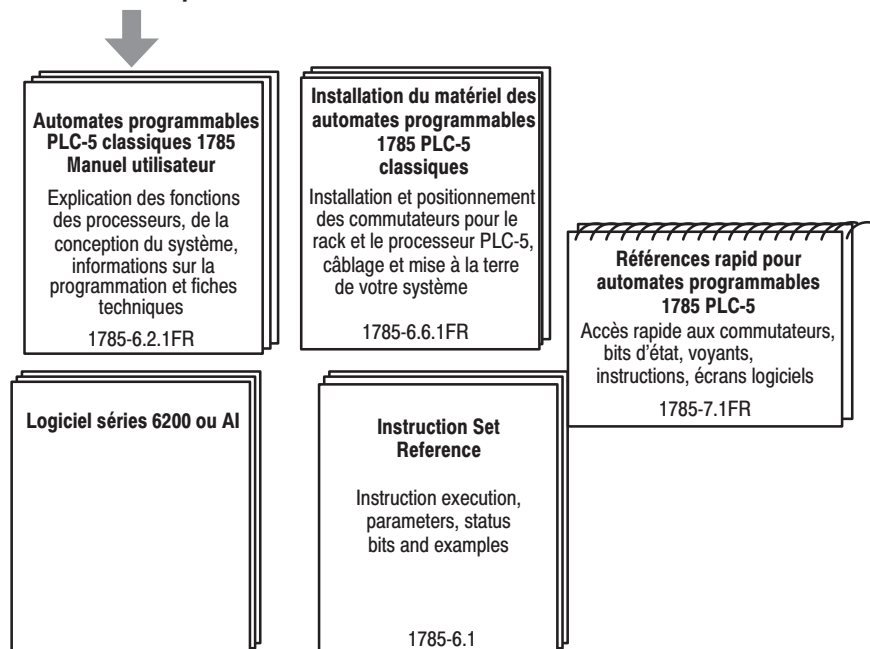 Automates programmables
PLC-5 classiques 1785
Manuel utilisateur
Explication des fonctions
des processeurs, de la
conception du système,
informations sur la
programmation et fiches
techniques
1785-6.2.1FR
Installation du matériel des
automates programmables
1785 PLC-5
classiques
Installation et positionnement
des commutateurs pour le
rack et le processeur PLC-5,
câblage et mise à la terre
de votre système
1785-6.6.1FR
Références rapid pour
automates programmables
1785 PLC-5
Accès rapide aux commutateurs,
bits d'état, voyants,
instructions, écrans logiciels
1785-7.1FR
Logiciel séries 6200 ou AI
Instruction Set
Reference
Instruction execution,
parameters, status
bits and examples
1785-6.1